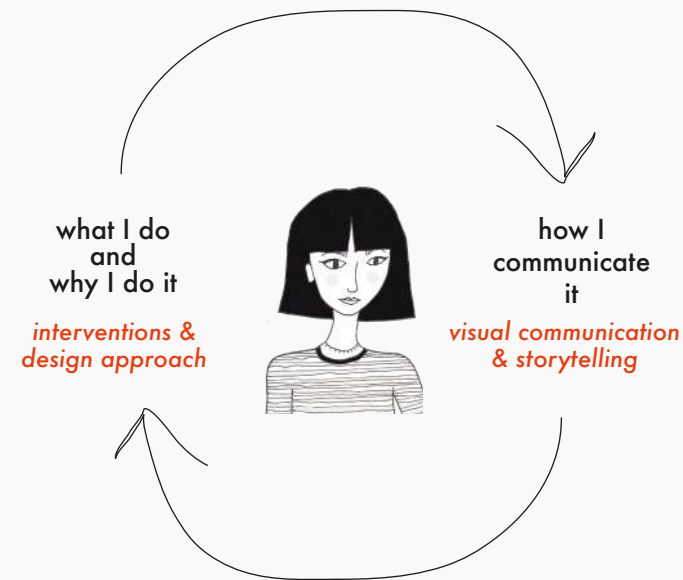 what I do
and
why I do it
interventions &
design approach
how I
communicate
it
visual communication
& storytelling